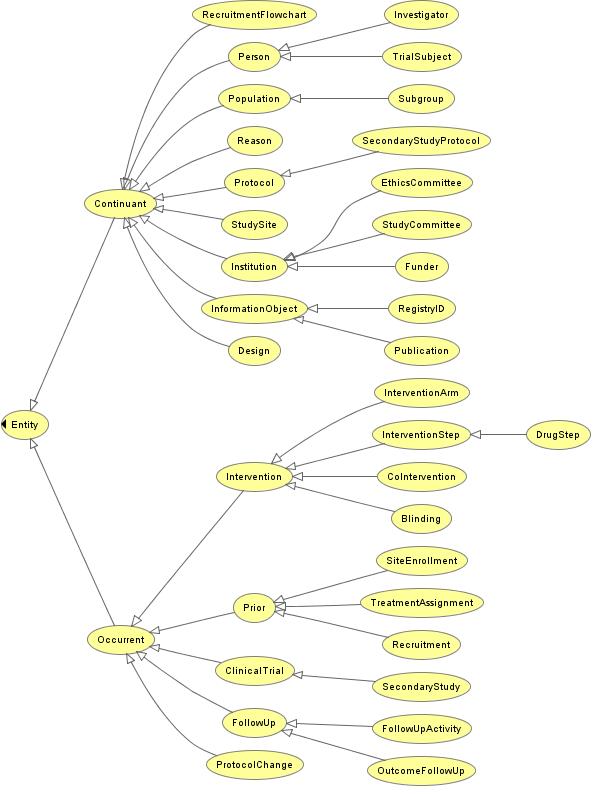 RecruitmentFlowchart
Investigator
Person
TrialSubject
Population
Subgroup
Reason
SecondaryStudyProtocol
Protocol
EthicsCommittee
Continuant
StudySite
StudyCommittee
Institution
Funder
InformationObject
RegistryID
Design
Publication
InterventionArm
Entity
InterventionStep
DrugStep
Intervention
CoIntervention
Blinding
SiteEnrollment
Prior
TreatmentAssignment
Occurrent
Recruitment
ClinicalTrial
SecondaryStudy
FollowUp
FollowUpActivity
ProtocolChange
OutcomeFollowUp